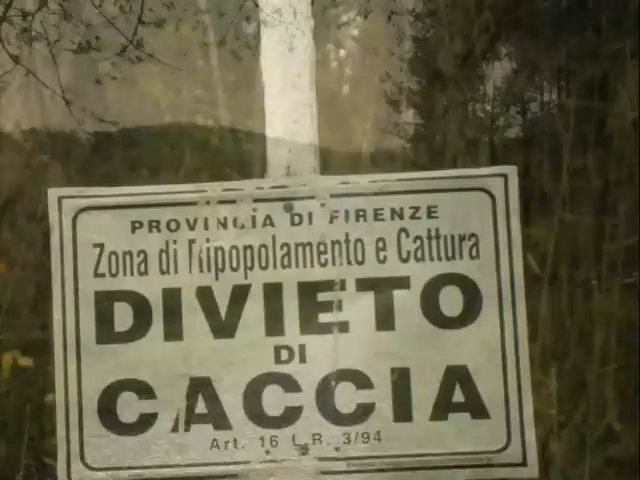 PROVINCIA DI FIRENZE
Zona di Ripopolamento e Cattura
DIVIETO
DI
CACCIA
Art. 16 L.R. 3/94